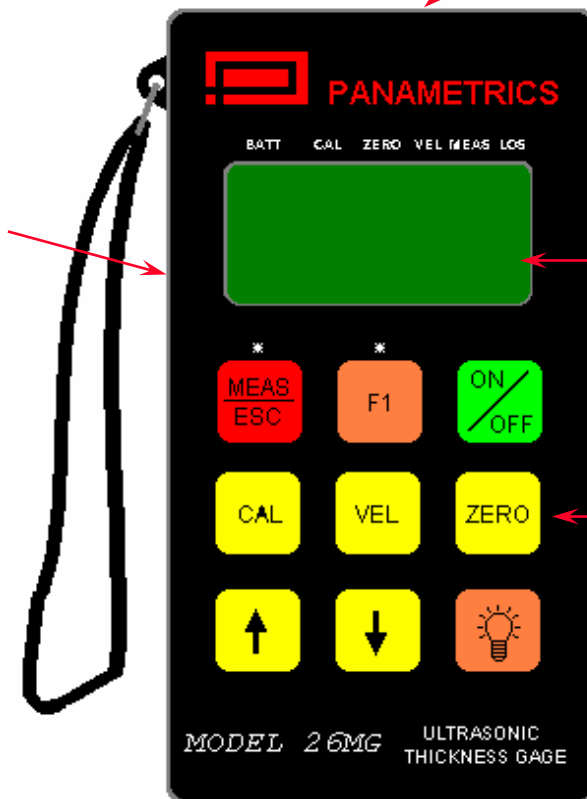 PANAMETRICS
BATT CAL ZERO VEL MEAS LOS
* *
MEAS
ESC
F1
ON/OFF
CAL VEL ZERO
MODEL 26MG
ULTRASONIC
THICKNESS GAGE